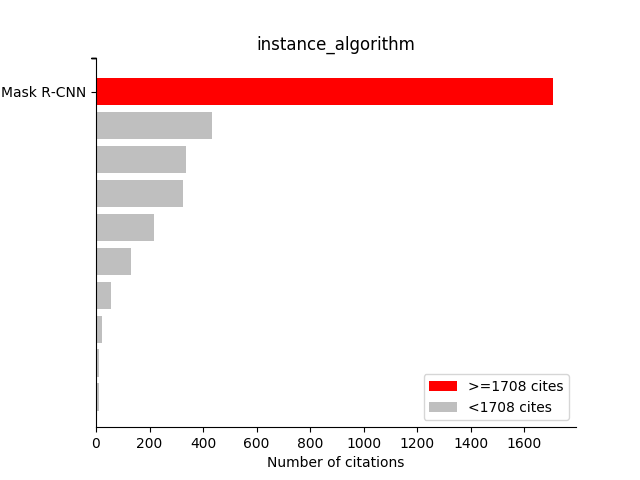 instance_algorithm
Mask R-CNN
>=1708 cites
<1708 cites
0 200 400 600 800 1000 1200 1400 1600
Number of citations